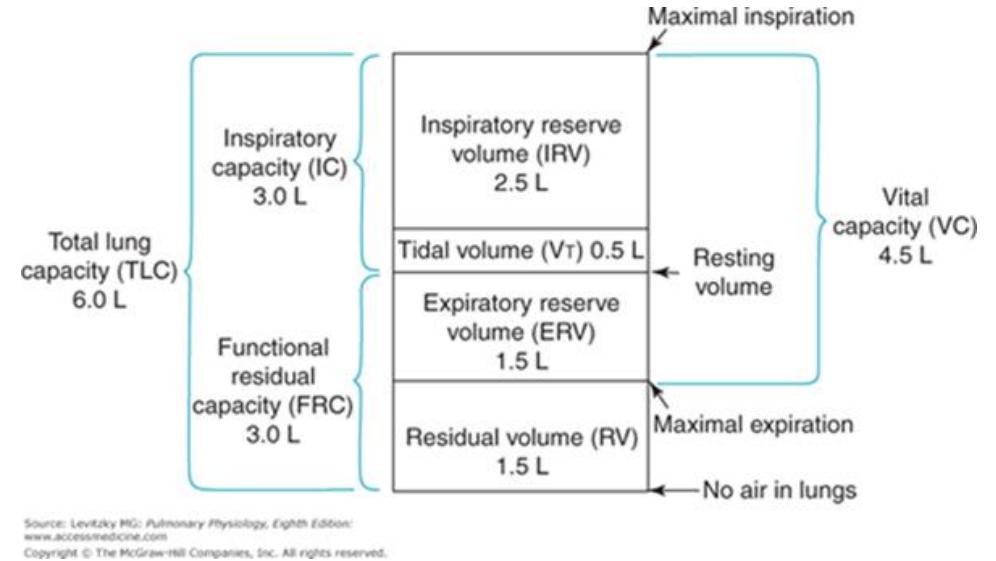 Maximal inspiration
Inspiratory reserve
volume (IRV)
2.5 L
Inspiratory
capacity (IC)
3.0 L
Vital
capacity (VC)
4.5 L
Total lung
capacity (TLC)
6.0 L
Tidal volume (VT) 0.5 L
Resting
volume
Expiratory reserve
volume (ERV)
1.5 L
Functional
residual
capacity (FRC)
3.0 L
Maximal expiration
Residual volume (RV)
1.5 L
No air in lungs
Source: Levitzky MG: Pulmonary Physiology, Eighth Edition:
www.accessmedicine.com
Copyright © The McGraw-Hill Companies, Inc. All rights reserved.